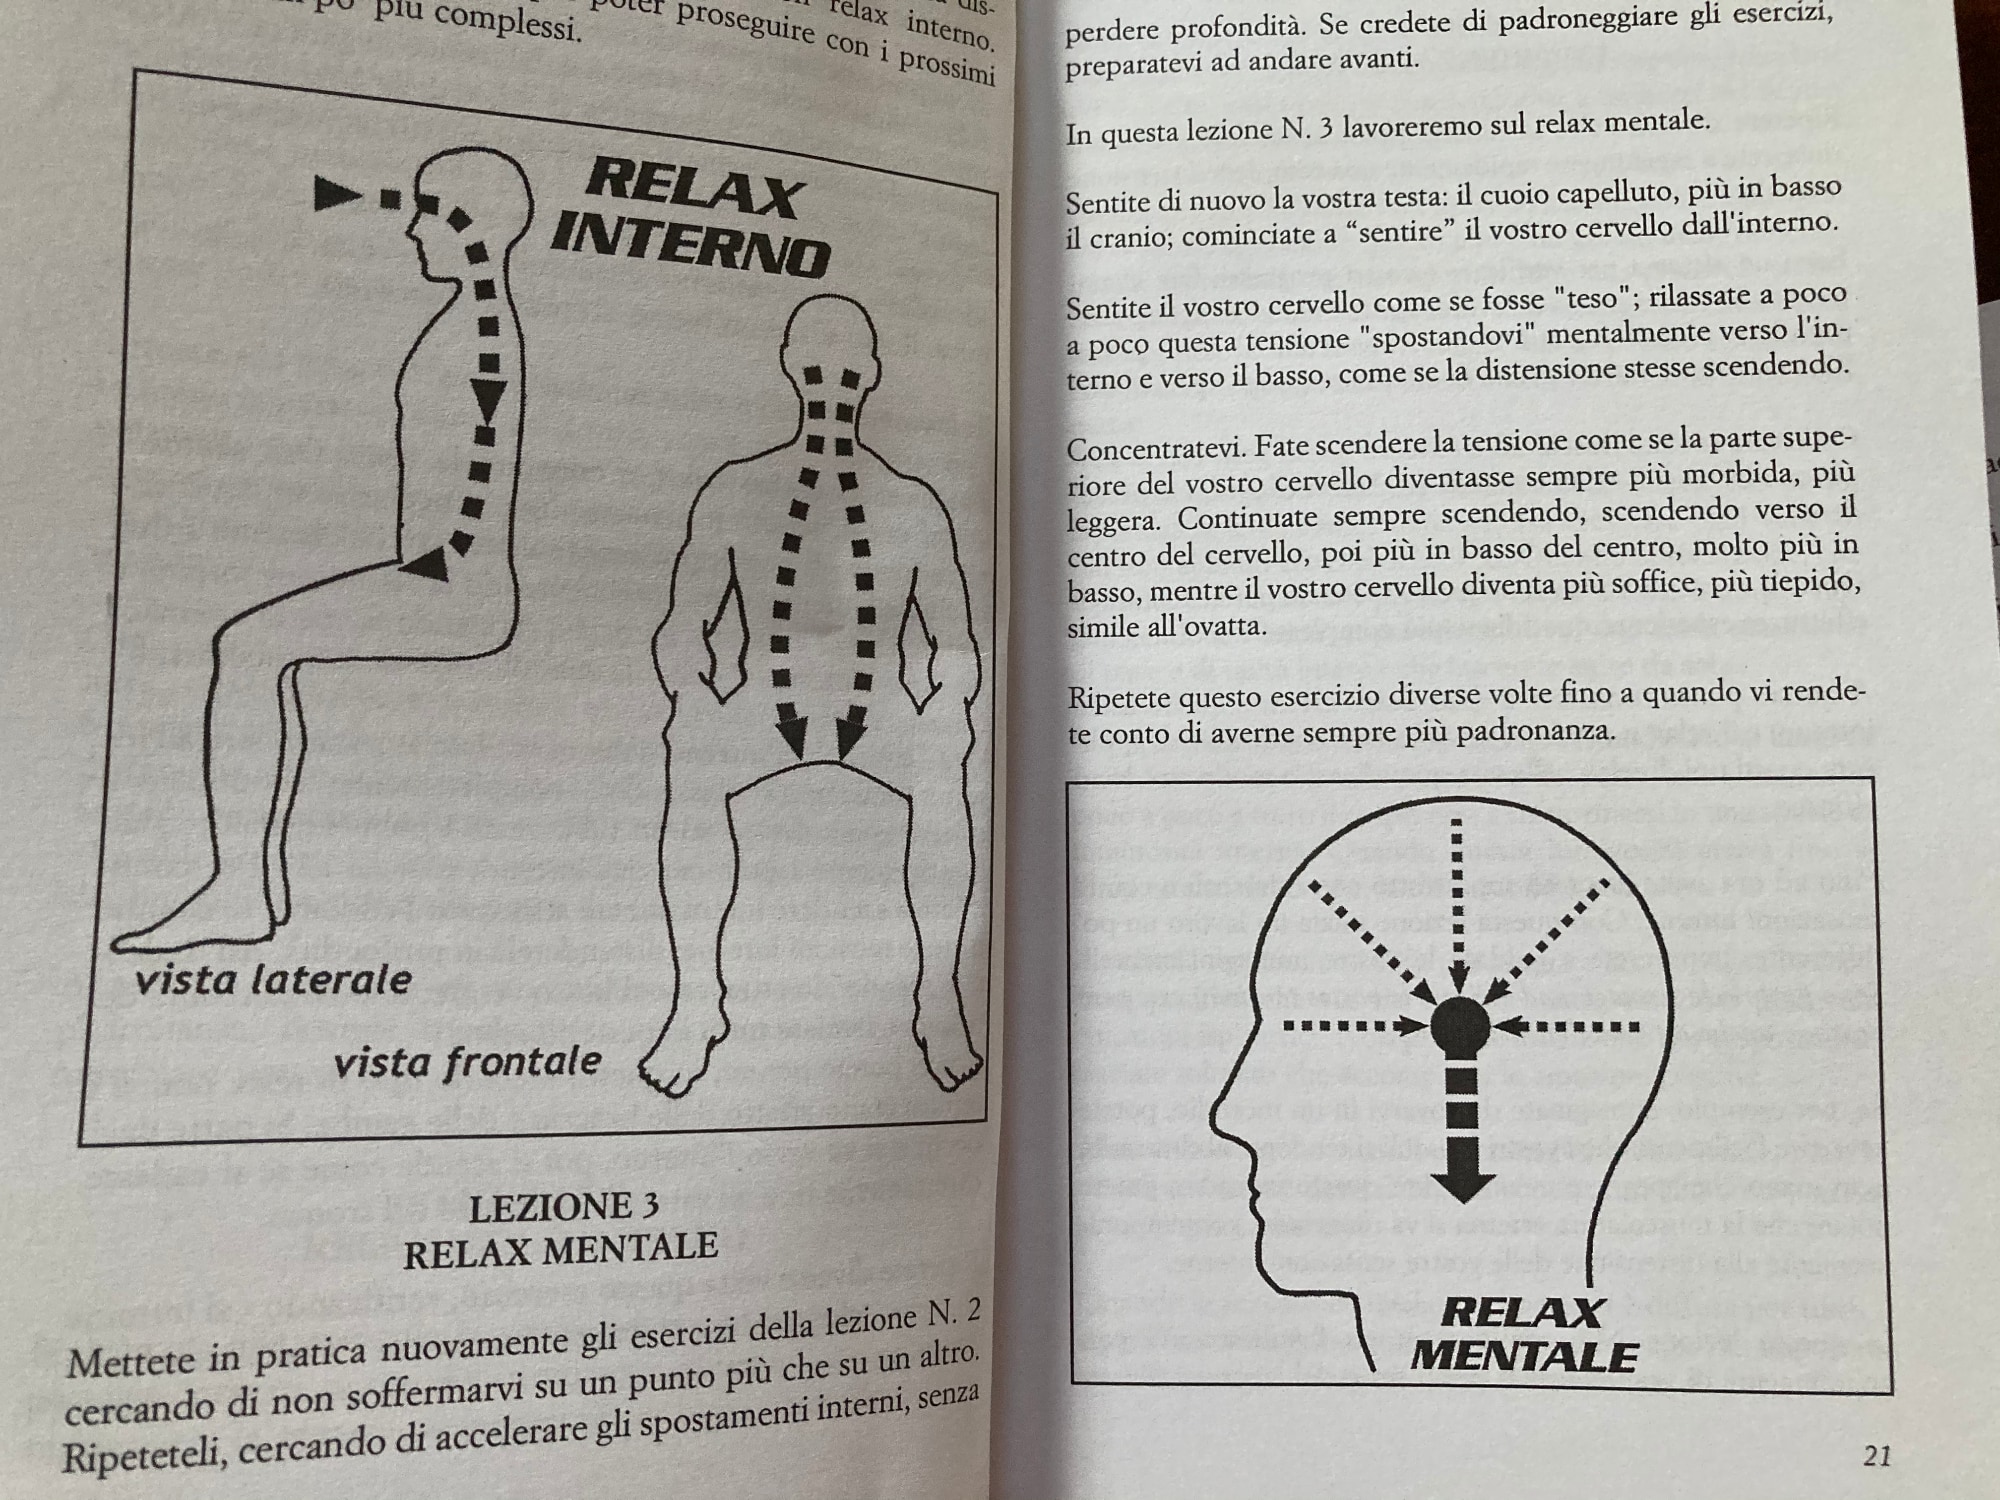 relax interno.
po' più complessi.
poter proseguire con i prossimi
RELAX
INTERNO
vista laterale
vista frontale
LEZIONE 3
RELAX MENTALE
Mettete in pratica nuovamente gli esercizi della lezione N. 2
cercando di non soffermarvi su un punto più che su un altro.
Ripeteteli, cercando di accelerare gli spostamenti interni, senza
perdere profondità. Se credete di padroneggiare gli esercizi,
preparatevi ad andare avanti.
In questa lezione N. 3 lavoreremo sul relax mentale.
Sentite di nuovo la vostra testa: il cuoio capelluto, più in basso
il cranio; cominciate a “sentire” il vostro cervello dall'interno.
Sentite il vostro cervello come se fosse "teso"; rilassate a poco
a poco questa tensione "spostandovi" mentalmente verso l'in-
terno e verso il basso, come se la distensione stesse scendendo.
Concentratevi. Fate scendere la tensione come se la parte supe-
riore del vostro cervello diventasse sempre più morbida, più
leggera. Continuate sempre scendendo, scendendo verso il
centro del cervello, poi più in basso del centro, molto più in
basso, mentre il vostro cervello diventa più soffice, più tiepido,
simile all'ovatta.
Ripetete questo esercizio diverse volte fino a quando vi rende-
te conto di averne sempre più padronanza.
RELAX
MENTALE
21